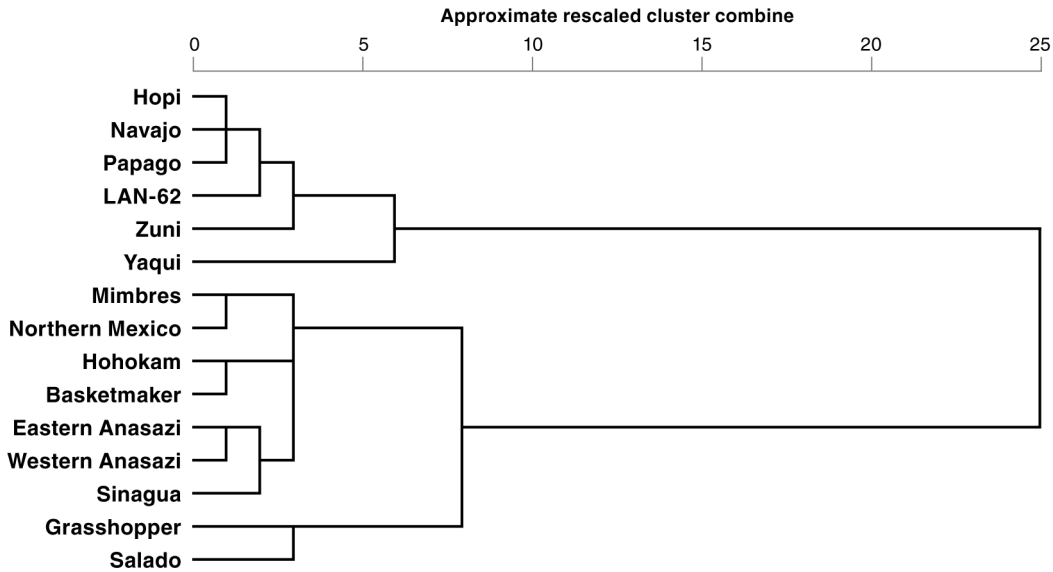 Approximate rescaled cluster combine
0 5 10 15 20 25
Hopi
Navajo
Papago
LAN-62
Zuni
Yaqui
Mimbres
Northern Mexico
Hohokam
Basketmaker
Eastern Anasazi
Western Anasazi
Sinagua
Grasshopper
Salado